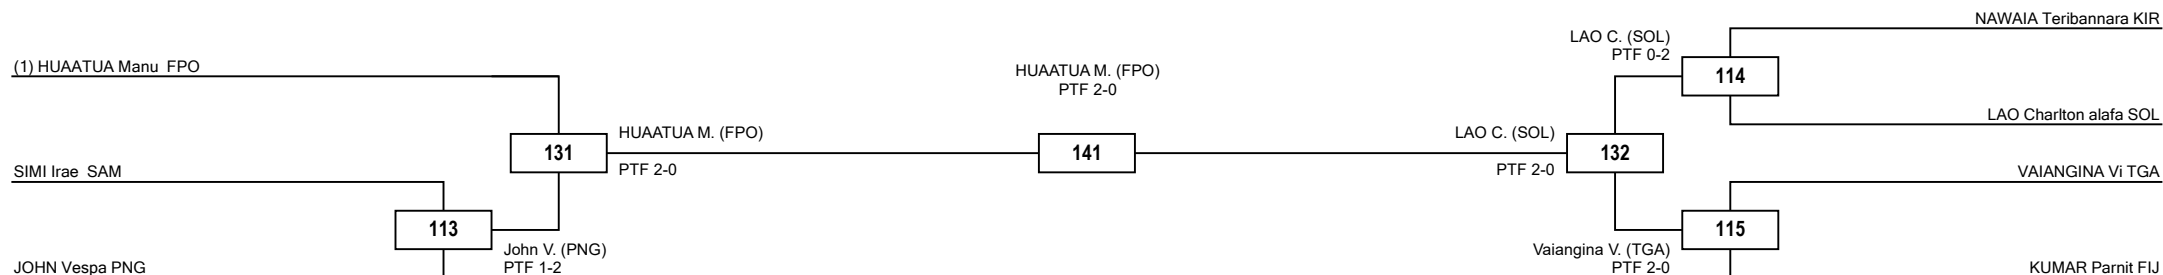 NAWAIA Teribannara KIR
LAO C. (SOL)
PTF 0-2
(1) HUAATUA Manu  FPO
HUAATUA M. (FPO)
PTF 2-0
114
LAO Charlton alafa SOL
HUAATUA M. (FPO)
PTF 2-0
131
141
LAO C. (SOL)
PTF 2-0
132
SIMI Irae  SAM
VAIANGINA Vi TGA
113
John V. (PNG)
PTF 1-2
115
Vaiangina V. (TGA)
PTF 2-0
JOHN Vespa PNG
KUMAR Parnit FIJ